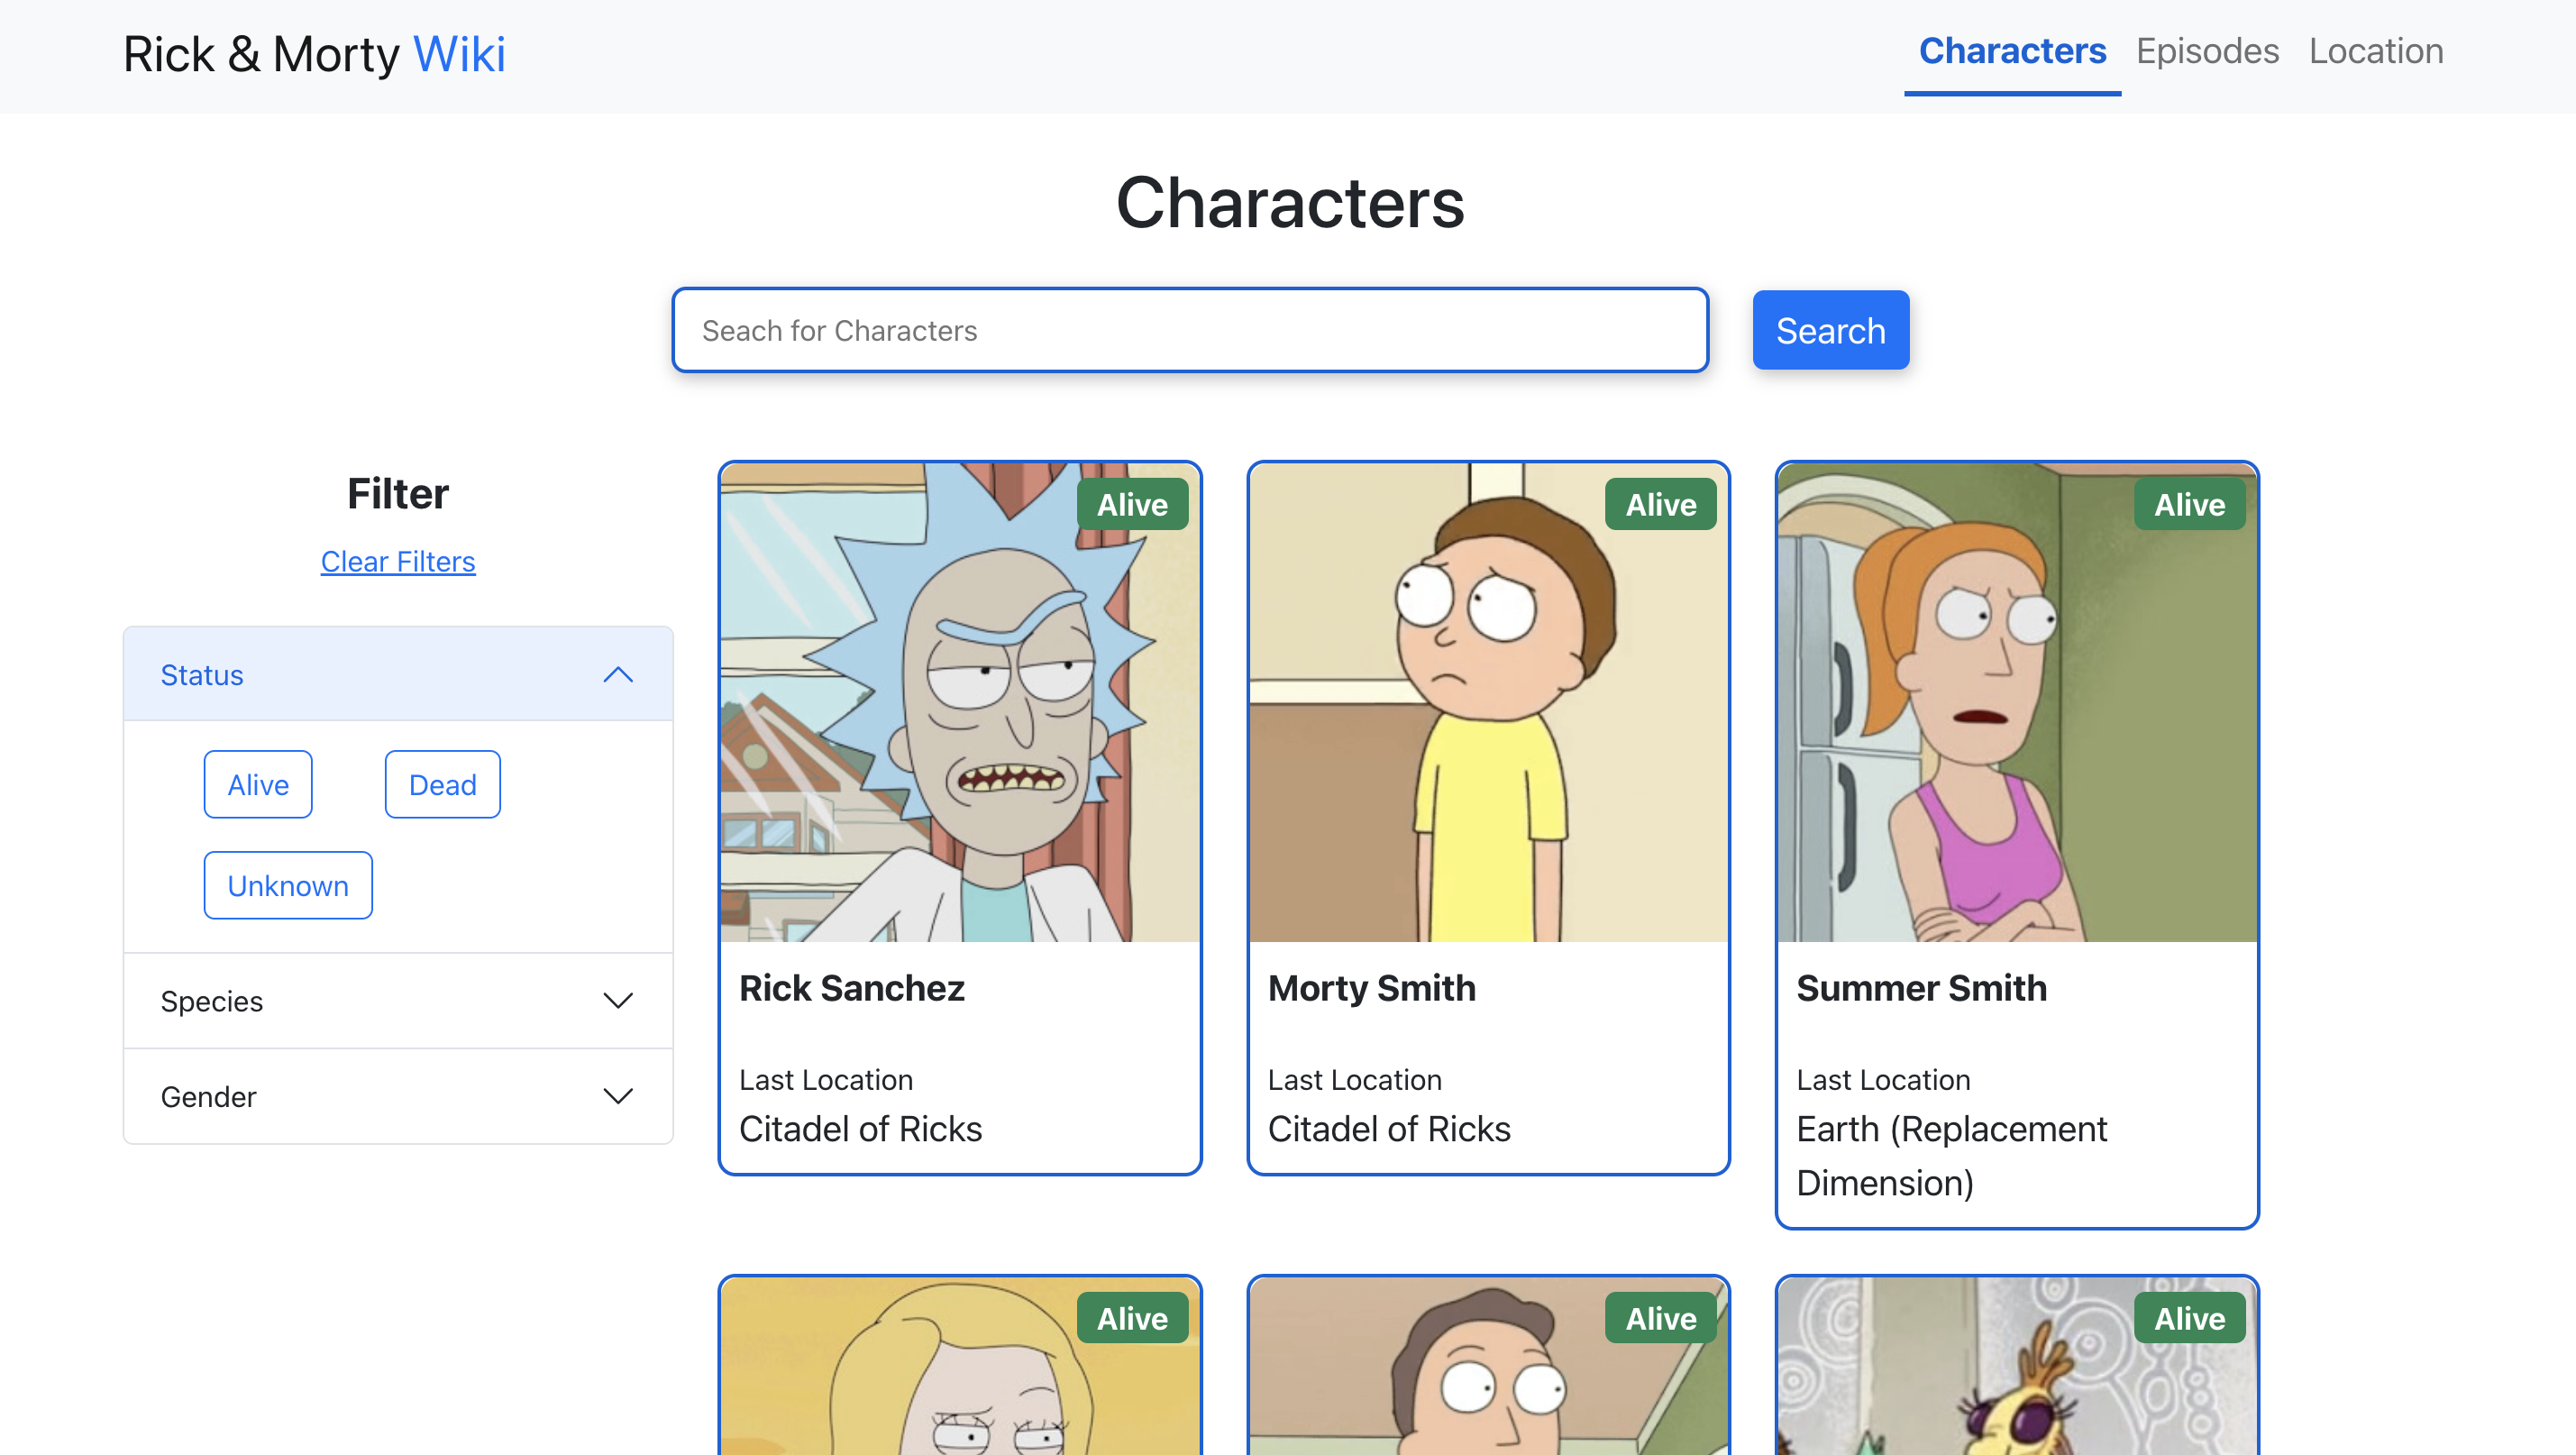 Rick & Morty Wiki
Characters Episodes Location
Characters
Seach for Characters
Search
Filter
Clear Filters
Status
Alive
Dead
Unknown
Species
Gender
Alive
Rick Sanchez
Last Location
Citadel of Ricks
Alive
Morty Smith
Last Location
Citadel of Ricks
Alive
Summer Smith
Last Location
Earth (Replacement
Dimension)
Alive
Alive
Alive